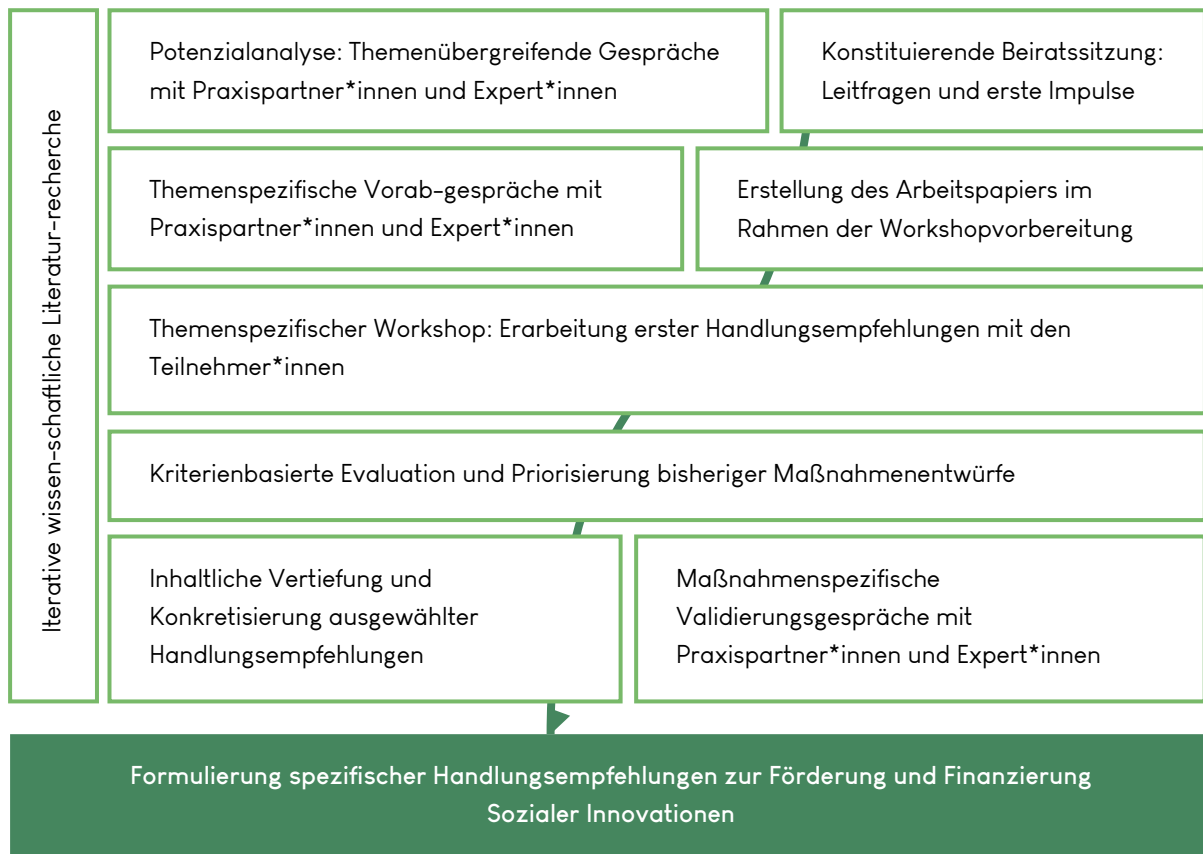 Iterative wissen-schaftliche Literatur-recherche
Potenzialanalyse: Themenübergreifende Gespräche
mit Praxispartner*innen und Expert*innen
Konstituierende Beiratssitzung:
Leitfragen und erste Impulse
Themenspezifische Vorab-gespräche mit
Praxispartner*innen und Expert*innen
Erstellung des Arbeitspapiers im
Rahmen der Workshopvorbereitung
Themenspezifischer Workshop: Erarbeitung erster Handlungsempfehlungen mit den
Teilnehmer*innen
Kriterienbasierte Evaluation und Priorisierung bisheriger Maßnahmenentwürfe
Inhaltliche Vertiefung und
Konkretisierung ausgewählter
Handlungsempfehlungen
Maßnahmenspezifische
Validierungsgespräche mit
Praxispartner*innen und Expert*innen
Formulierung spezifischer Handlungsempfehlungen zur Förderung und Finanzierung
Sozialer Innovationen